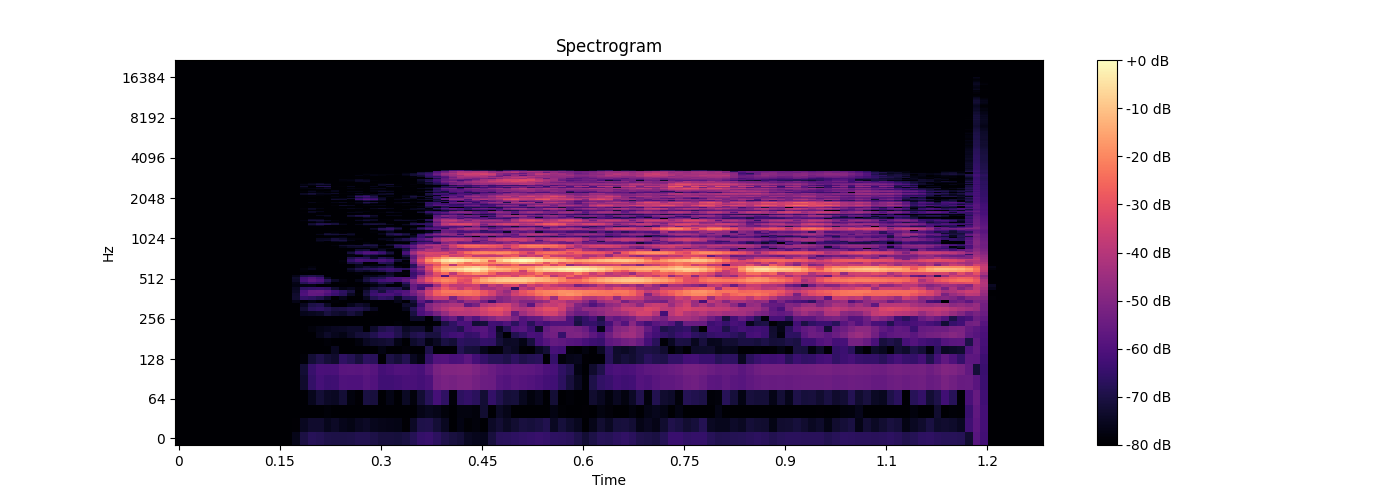 Spectrogram
16384
8192
4096
2048
1024
512
256
128
64
0
Hz
0 0.15 0.3 0.45 0.6 0.75 0.9 1.1 1.2
Time
+0 dB
-10 dB
-20 dB
-30 dB
-40 dB
-50 dB
-60 dB
-70 dB
-80 dB